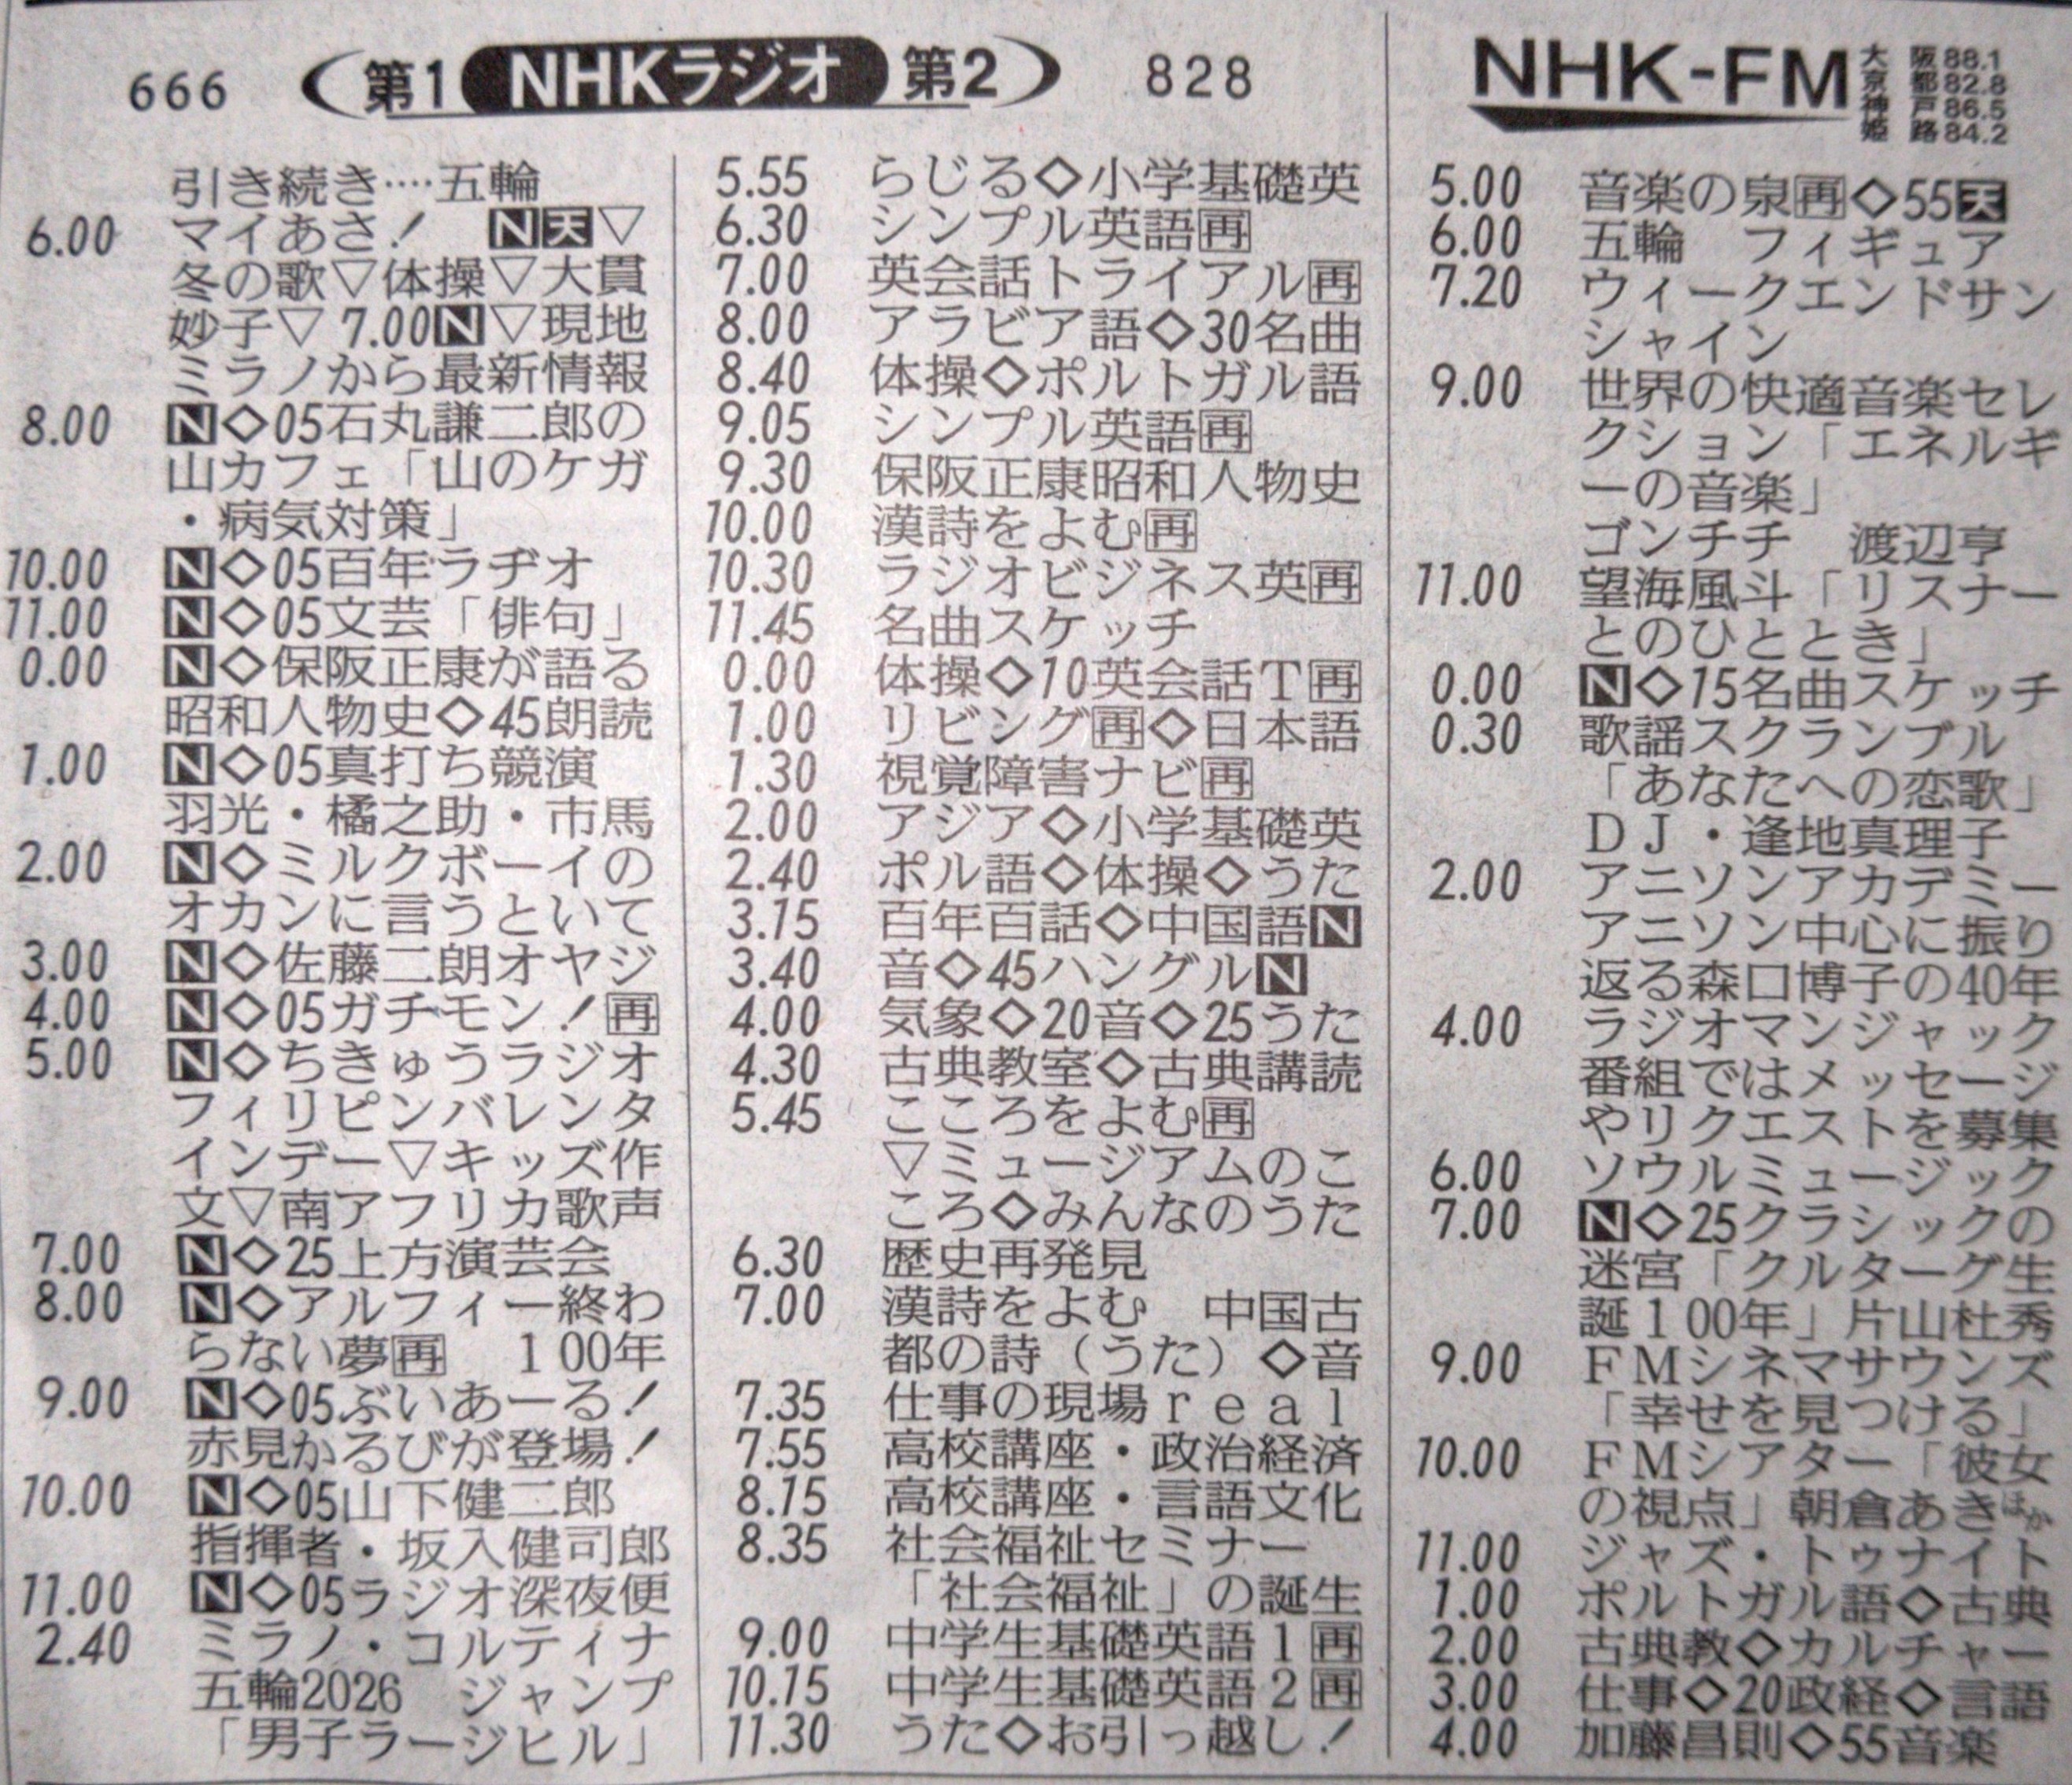 666 第1 NHKラジオ 第2 828
引き続き‥‥五輪
6.00 マイあさ! N天▽
冬の歌▽体操▽大貫
妙子▽ 7.00N▽現地
ミラノから最新情報
8.00 N◇05石丸謙二郎の
山カフェ「山のケガ
・病気対策」
10.00 N◇05百年ラヂオ
11.00 N◇05文芸「俳句」
0.00 N◇保阪正康が語る
昭和人物史◇45朗読
1.00 N◇05真打ち競演
羽光・橘之助・市馬
2.00 N◇ミルクボーイの
オカンに言うといて
3.00 N◇佐藤二朗オヤジ
4.00 N◇05ガチモン!再
5.00 N◇ちきゅうラジオ
フィリピンバレンタ
インデー▽キッズ作
文▽南アフリカ歌声
7.00 N◇25上方演芸会
8.00 N◇アルフィー終わ
らない夢再 100年
9.00 N◇05ぶいあーる!
赤見かるびが登場!
10.00 N◇05山下健二郎
指揮者・坂入健司郎
11.00 N◇05ラジオ深夜便
2.40 ミラノ・コルティナ
五輪2026 ジャンプ
「男子ラージヒル」
5.55 らじる◇小学基礎英
6.30 シンプル英語再
7.00 英会話トライアル再
8.00 アラビア語◇30名曲
8.40 体操◇ポルトガル語
9.05 シンプル英語再
9.30 保阪正康昭和人物史
10.00 漢詩をよむ再
10.30 ラジオビジネス英再
11.45 名曲スケッチ
0.00 体操◇10英会話T再
1.00 リビング再◇日本語
1.30 視覚障害ナビ再
2.00 アジア◇小学基礎英
2.40 ポル語◇体操◇うた
3.15 百年百話◇中国語N
3.40 音◇45ハングルN
4.00 気象◇20音◇25うた
4.30 古典教室◇古典講読
5.45 こころをよむ再
▽ミュージアムのこ
ころ◇みんなのうた
6.30 歴史再発見
7.00 漢詩をよむ 中国古
都の詩(うた)◇音
7.35 仕事の現場real
7.55 高校講座・政治経済
8.15 高校講座・言語文化
8.35 社会福祉セミナー
「社会福祉」の誕生
9.00 中学生基礎英語1再
10.15 中学生基礎英語2再
11.30 うた◇お引っ越し!
NHK-FM
大阪88.1
京都82.8
神戸86.5
姫路84.2
5.00 音楽の泉再◇55天
6.00 五輪 フィギュア
7.20 ウィークエンドサン
シャイン
9.00 世界の快適音楽セレ
クション「エネルギ
ーの音楽」
ゴンチチ 渡辺亨
11.00 望海風斗「リスナー
とのひととき」
0.00 N◇15名曲スケッチ
0.30 歌謡スクランブル
「あなたへの恋歌」
DJ・逢地真理子
2.00 アニソンアカデミー
アニソン中心に振り
返る森口博子の40年
4.00 ラジオマンジャック
番組ではメッセージ
やリクエストを募集
6.00 ソウルミュージック
7.00 N◇25クラシックの
迷宮「クルターグ生
誕100年」片山杜秀
9.00 FMシネマサウンズ
「幸せを見つける」
10.00 FMシアター「彼女
の視点」朝倉あきほか
11.00 ジャズ・トゥナイト
1.00 ポルトガル語◇古典
2.00 古典教◇カルチャー
3.00 仕事◇20政経◇言語
4.00 加藤昌則◇55音楽